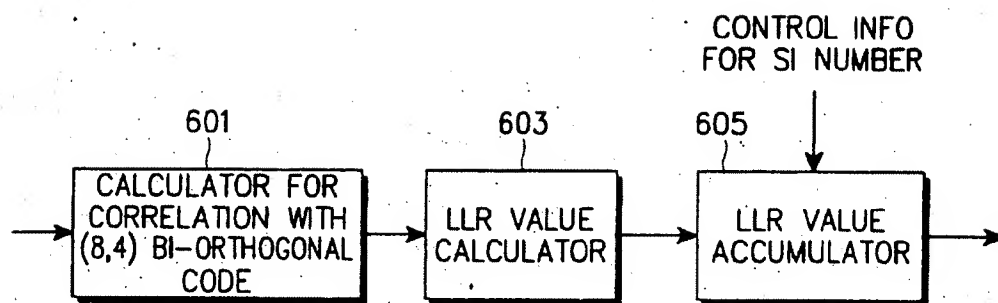 CONTROL INFO
FOR SI NUMBER
601
603
605
CALCULATOR FOR
CORRELATION WITH
(8,4) BI-ORTHOGONAL
CODE
LLR VALUE
CALCULATOR
LLR VALUE
ACCUMULATOR